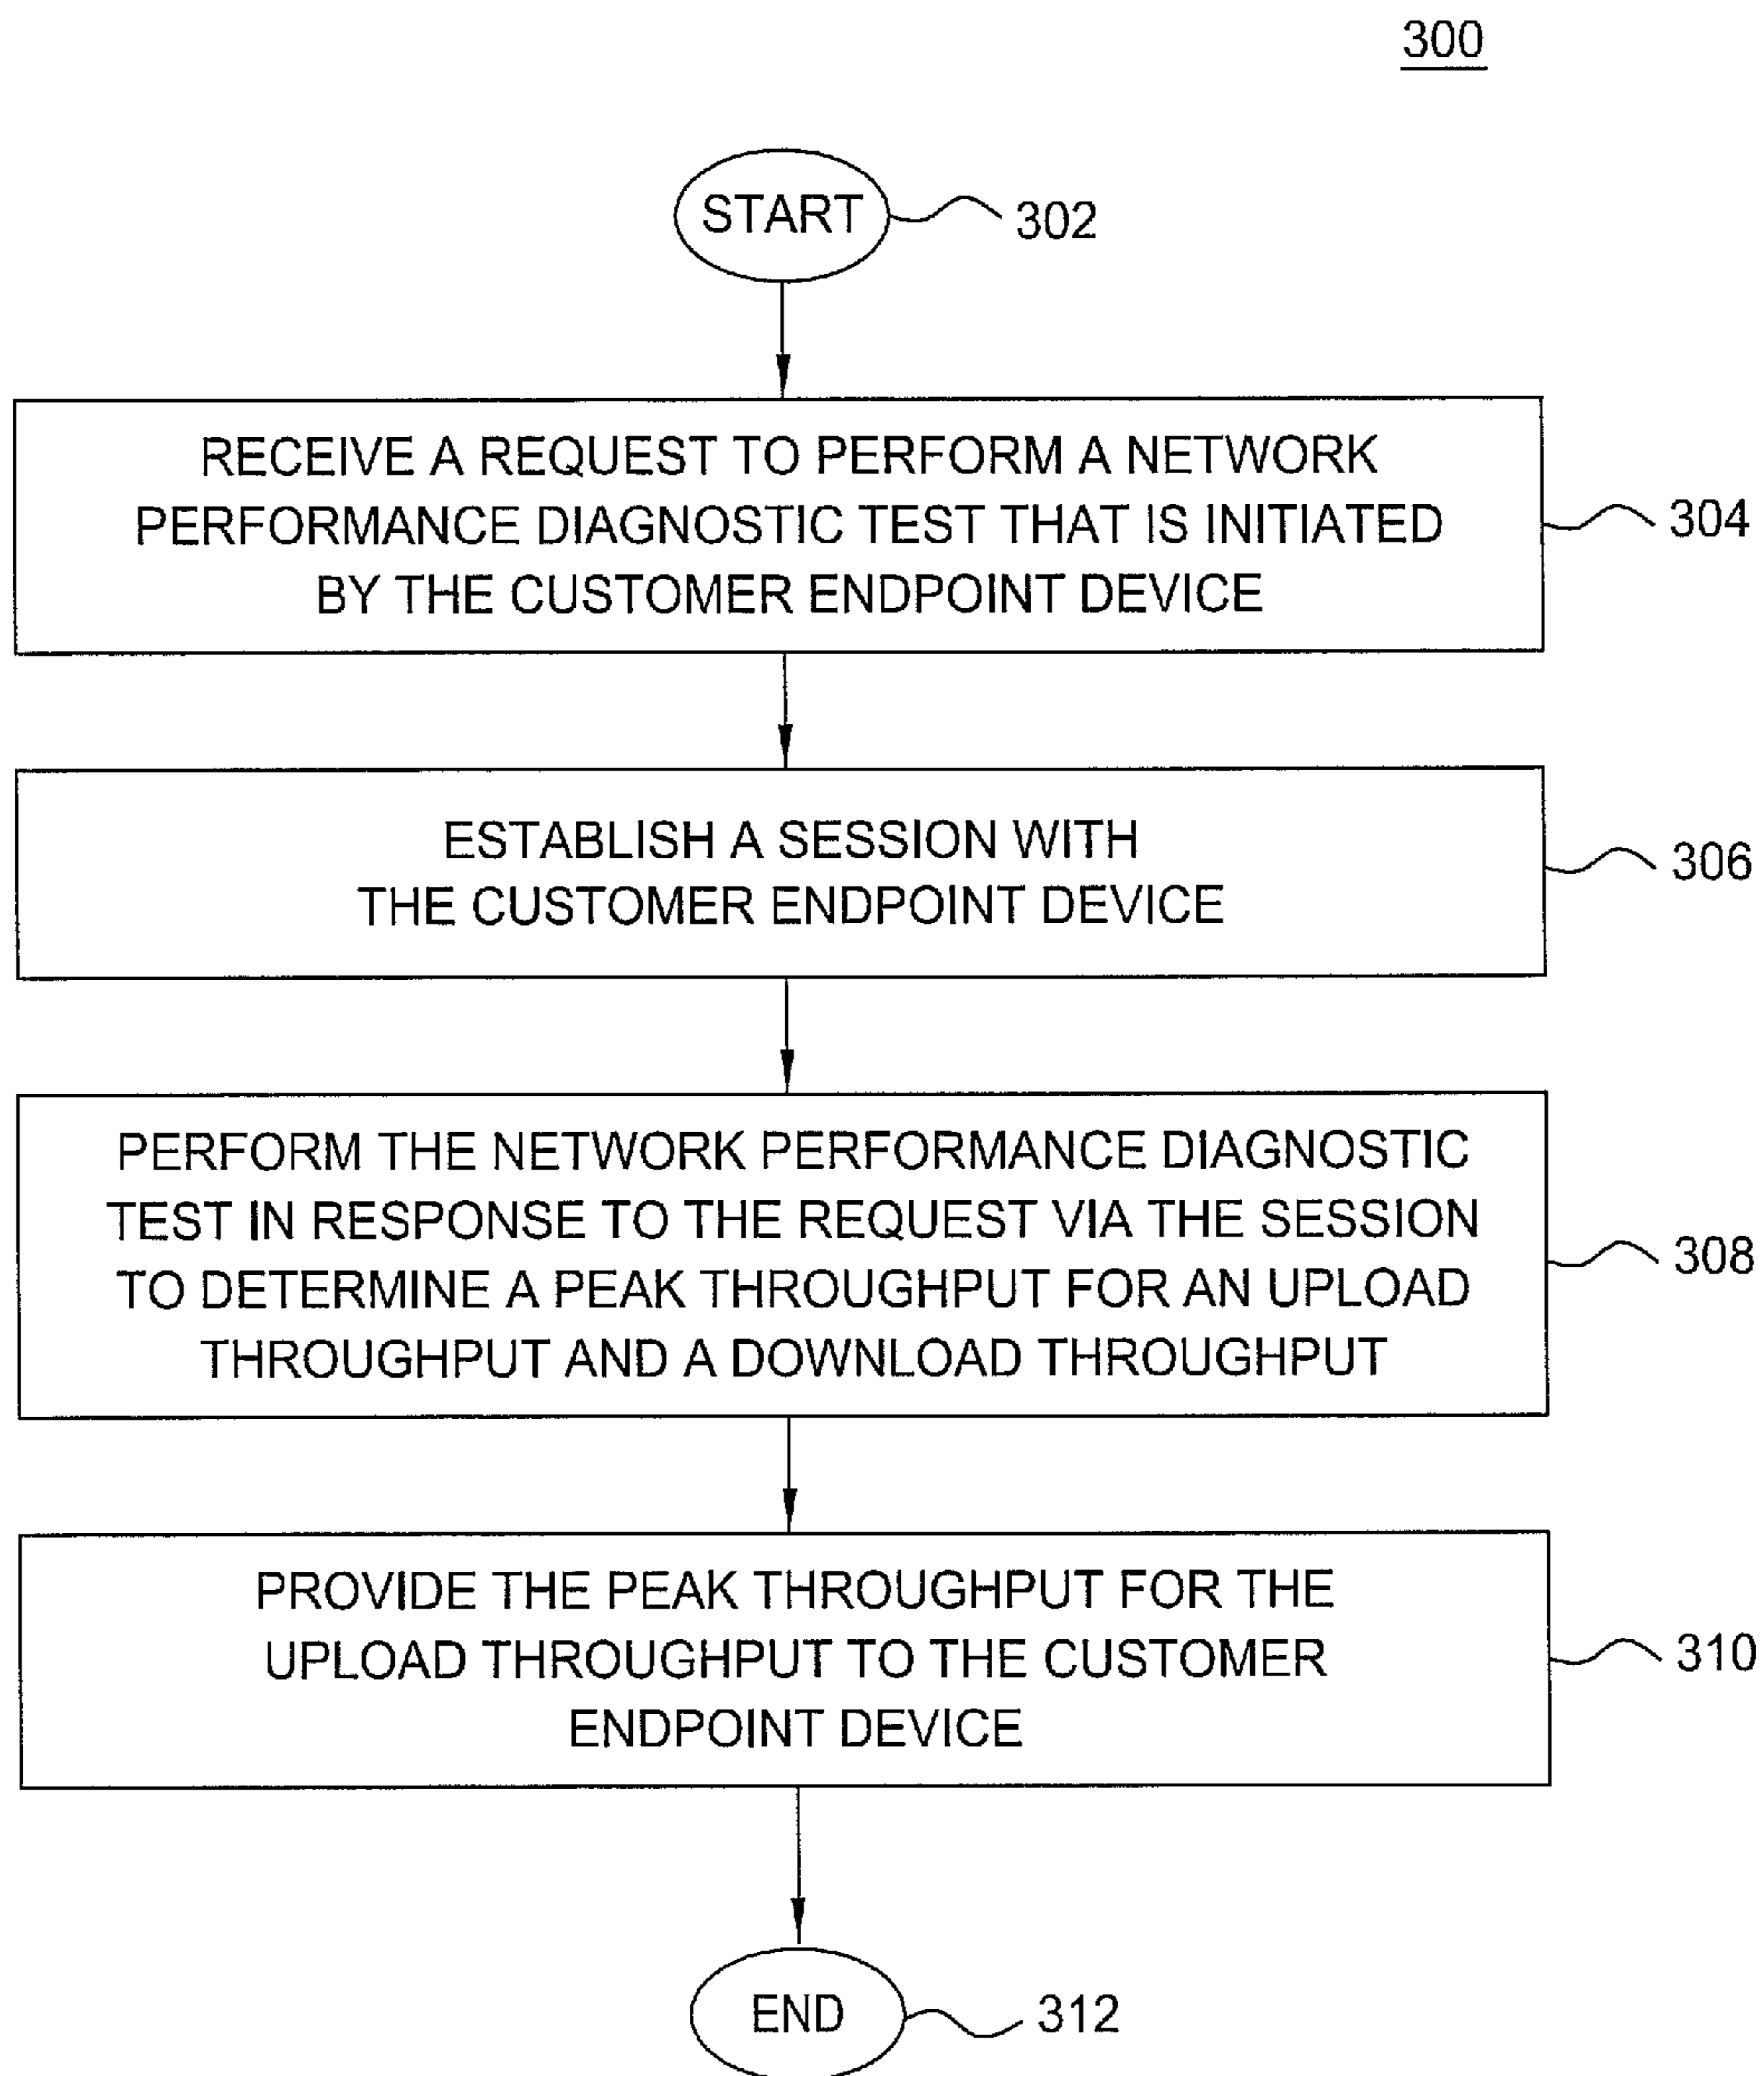 300
START
302
RECEIVE A REQUEST TO PERFORM A NETWORK
PERFORMANCE DIAGNOSTIC TEST THAT IS INITIATED
BY THE CUSTOMER ENDPOINT DEVICE
304
ESTABLISH A SESSION WITH
THE CUSTOMER ENDPOINT DEVICE
306
PERFORM THE NETWORK PERFORMANCE DIAGNOSTIC
TEST IN RESPONSE TO THE REQUEST VIA THE SESSION
TO DETERMINE A PEAK THROUGHPUT FOR AN UPLOAD
THROUGHPUT AND A DOWNLOAD THROUGHPUT
308
PROVIDE THE PEAK THROUGHPUT FOR THE
UPLOAD THROUGHPUT TO THE CUSTOMER
ENDPOINT DEVICE
310
END
312